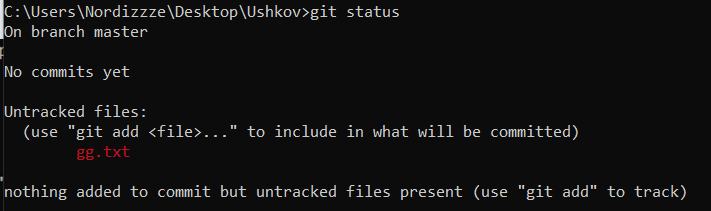 C:\Users\Nordizzze\Desktop\Ushkov>git status
On branch master
No commits yet
Untracked files:
(use "git add <file>..." to include in what will be committed)
gg.txt
nothing added to commit but untracked files present (use "git add" to track)